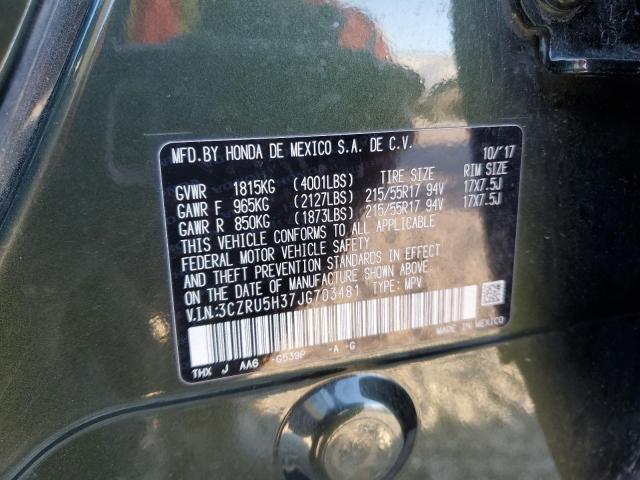 MFD.BY HONDA DE MEXICO S.A. DE C.V. 10/'17
TIRE SIZE RIM SIZE
GVWR 1815KG (4001LBS)
GAWR F 965KG (2127LBS) 215/55R17 94V 17X7.5J
GAWR R 850KG (1873LBS) 215/55R17 94V 17X7.5J
THIS VEHICLE CONFORMS TO ALL APPLICABLE
FEDERAL MOTOR VEHICLE SAFETY
AND THEFT PREVENTION STANDARDS IN EFFECT
ON THE DATE OF MANUFACTURE SHOWN ABOVE.
V.I.N:3CZRU5H37JG703481 TYPE: MPV
MADE IN MEXICO
THX J AA6 -G539P -A G